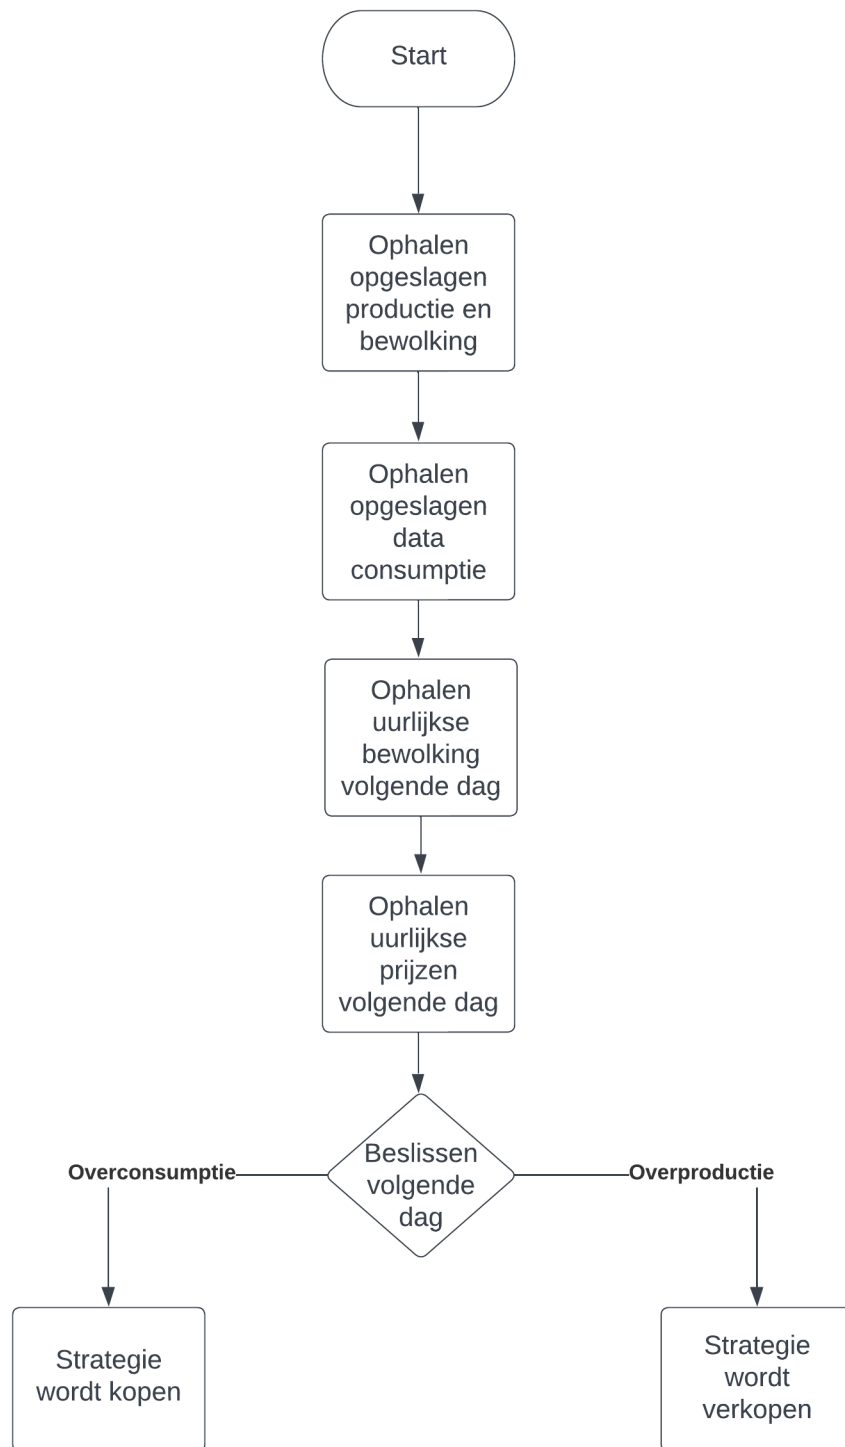 Start
Ophalen
opgeslagen
productie en
bewolking
Ophalen
opgeslagen
data
consumptie
Ophalen
uurlijkse
bewolking
volgende dag
Ophalen
uurlijkse
prijzen
volgende dag
Beslissen
volgende
dag
Overconsumptie
Overproductie
Strategie
wordt kopen
Strategie
wordt
verkopen